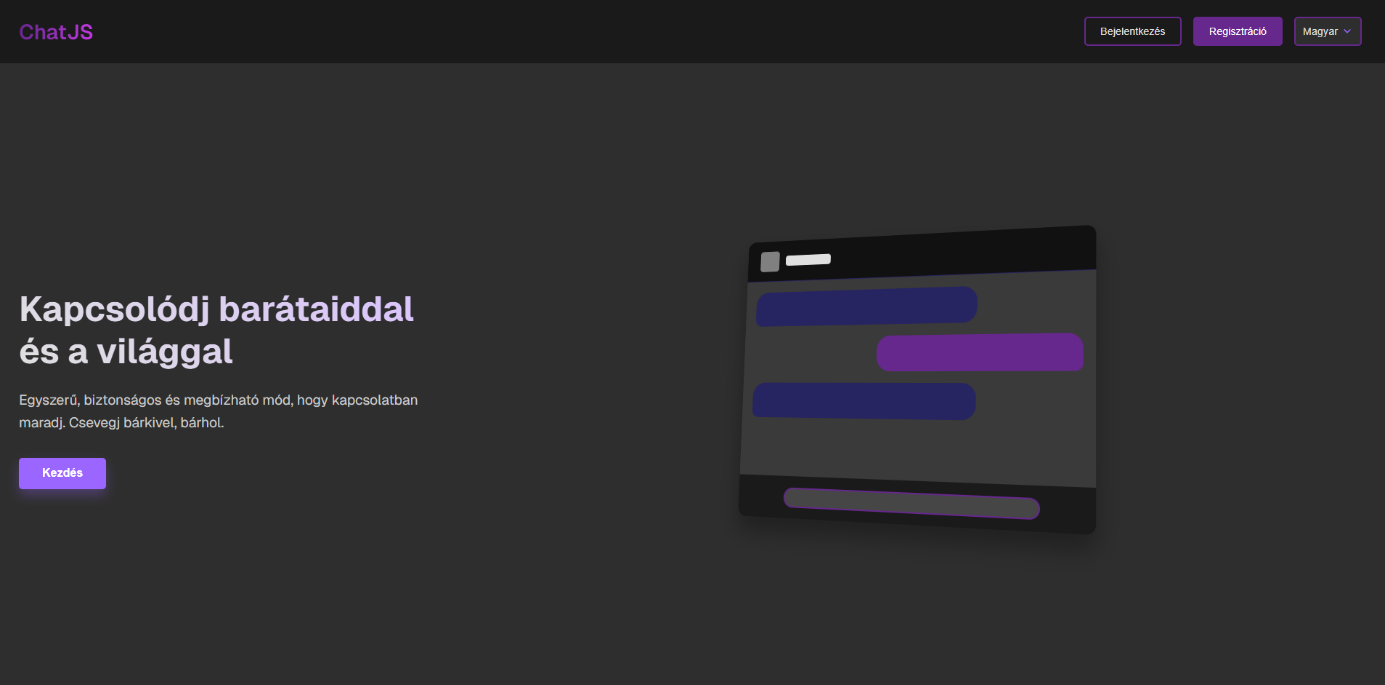 ChatJS
Bejelentkezés
Regisztráció
Magyar
Kapcsolódj barátaiddal
és a világgal
Egyszerű, biztonságos és megbízható mód, hogy kapcsolatban
maradj. Csevegj bárkivel, bárhol.
Kezdés